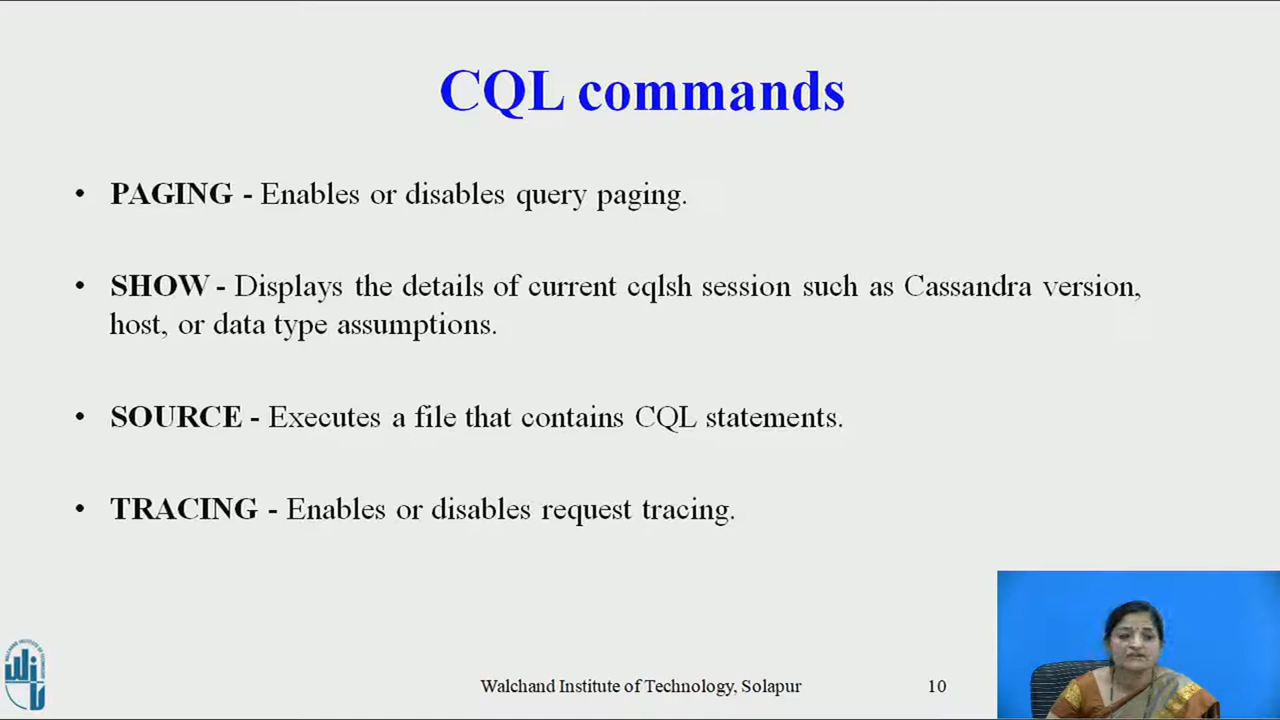 CQL commands
• PAGING - Enables or disables query paging.
• SHOW - Displays the details of current cqlsh session such as Cassandra version,
host, or data type assumptions.
• SOURCE - Executes a file that contains CQL statements.
• TRACING - Enables or disables request tracing.
Walchand Institute of Technology, Solapur
10